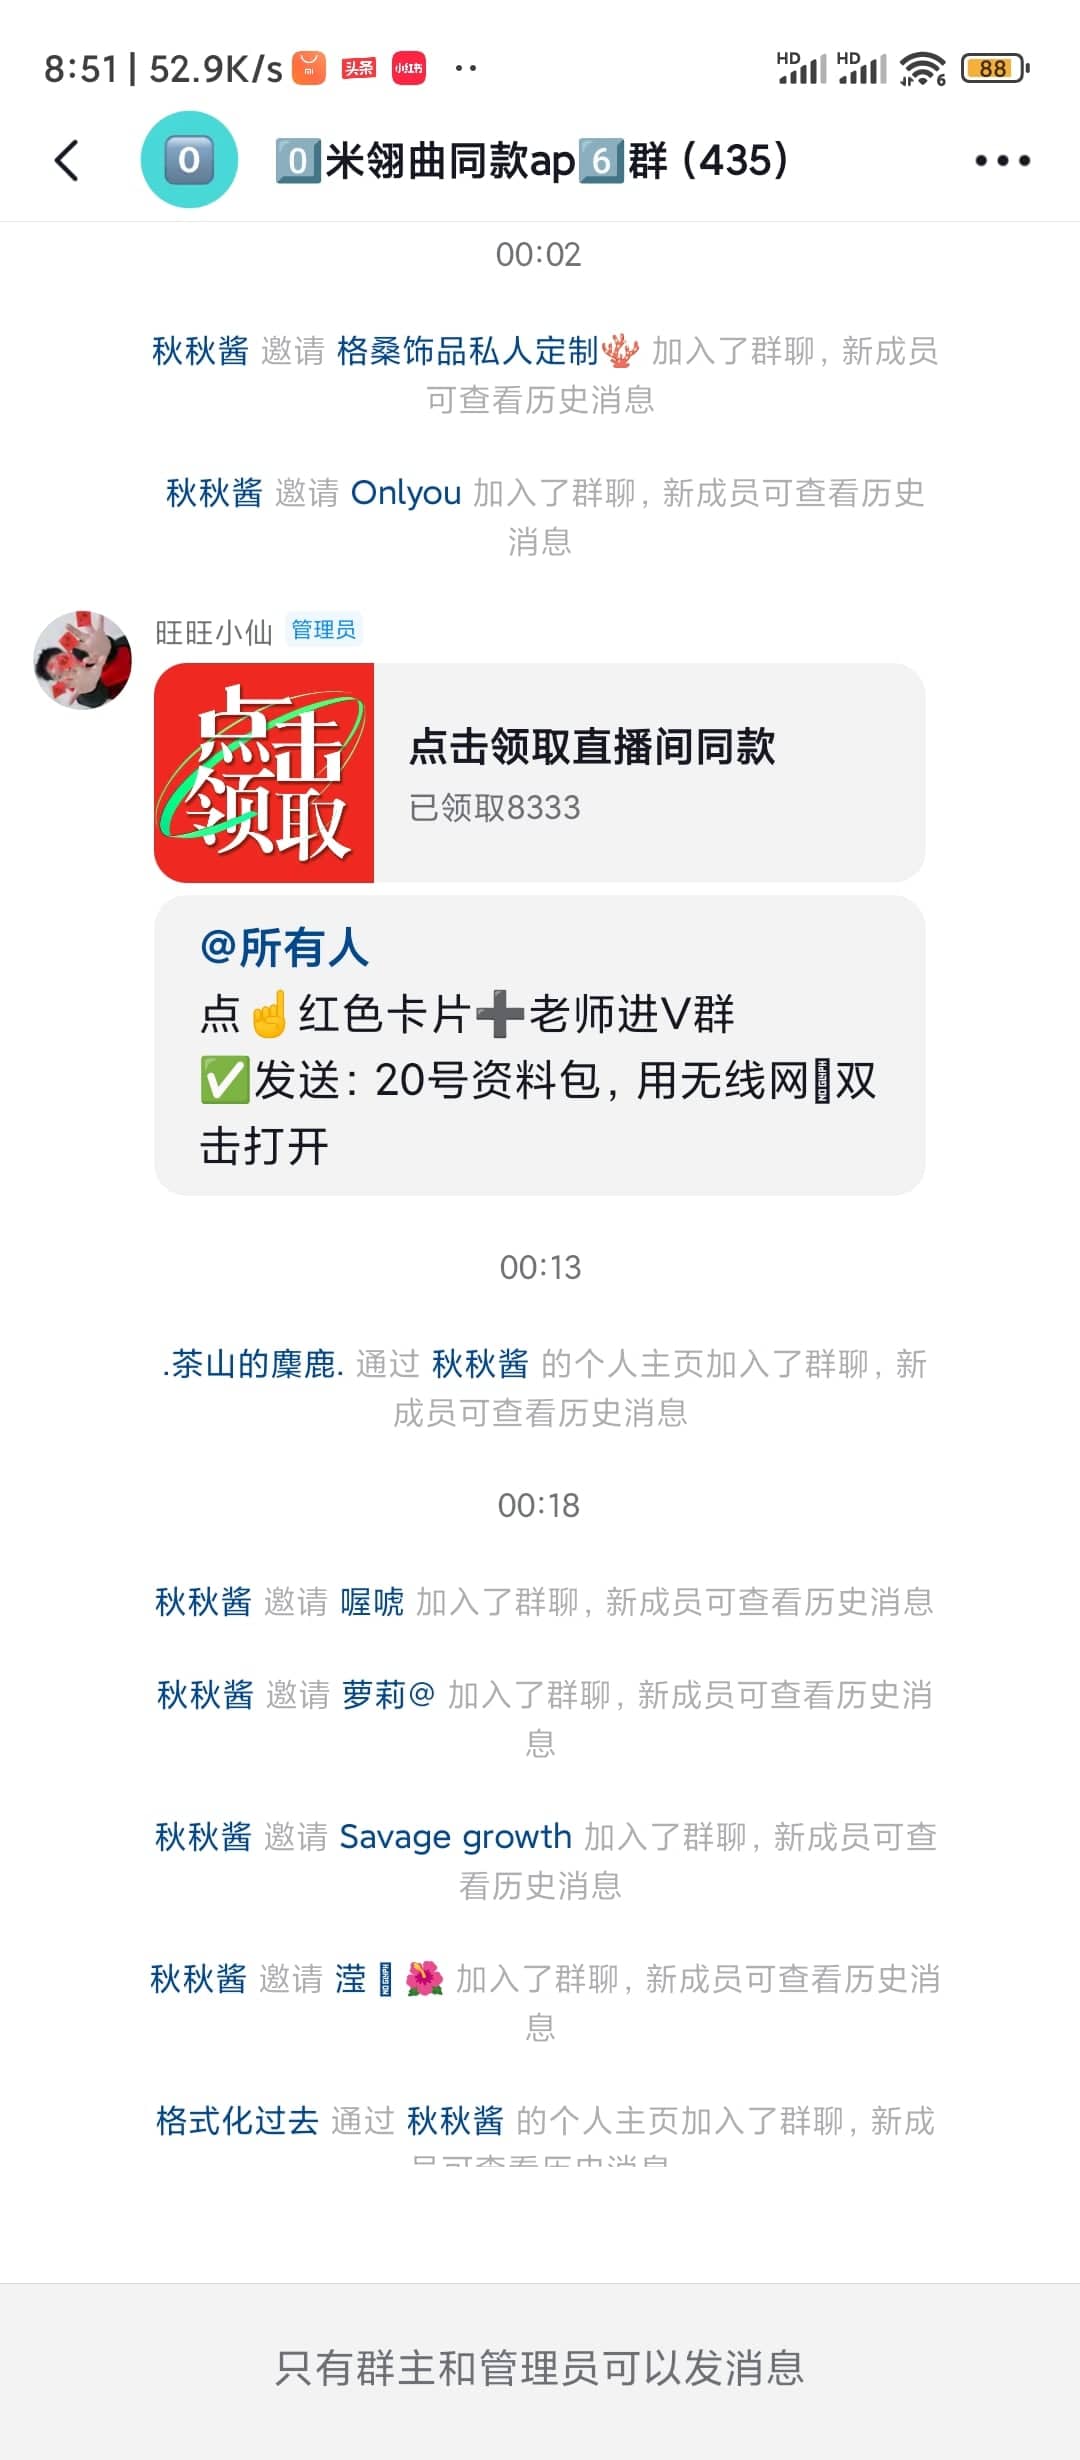 8:51 | 52.9K/s mi 头条 小红书 ··
HD HD 6 88
0 0️⃣米翎曲同款ap6️⃣群 (435)
00:02
秋秋酱 邀请 格桑饰品私人定制🪸 加入了群聊, 新成员
可查看历史消息
秋秋酱 邀请 Onlyou 加入了群聊, 新成员可查看历史
消息
旺旺小仙 管理员
点击
领取
点击领取直播间同款
已领取8333
@所有人
点☝️红色卡片➕老师进V群
✅发送: 20号资料包, 用无线网双
击打开
00:13
.茶山的麋鹿. 通过 秋秋酱 的个人主页加入了群聊, 新
成员可查看历史消息
00:18
秋秋酱 邀请 喔唬 加入了群聊, 新成员可查看历史消息
秋秋酱 邀请 萝莉@ 加入了群聊, 新成员可查看历史消
息
秋秋酱 邀请 Savage growth 加入了群聊, 新成员可查
看历史消息
秋秋酱 邀请 滢🌺 加入了群聊, 新成员可查看历史消
息
格式化过去 通过 秋秋酱 的个人主页加入了群聊, 新成
员可查看历史消息
只有群主和管理员可以发消息